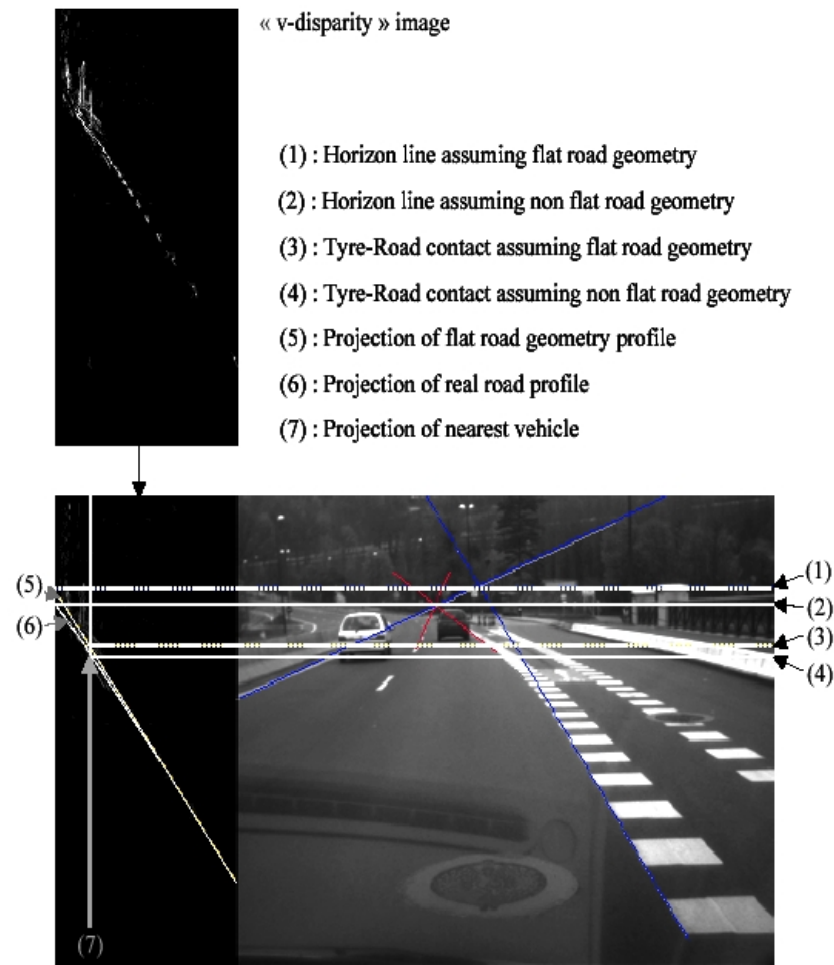 « v-disparity » image
(1) : Horizon line assuming flat road geometry
(2) : Horizon line assuming non flat road geometry
(3) : Tyre-Road contact assuming flat road geometry
(4) : Tyre-Road contact assuming non flat road geometry
(5) : Projection of flat road geometry profile
(6) : Projection of real road profile
(7) : Projection of nearest vehicle
(1)
(5)
(2)
(6)
(3)
(4)
(7)